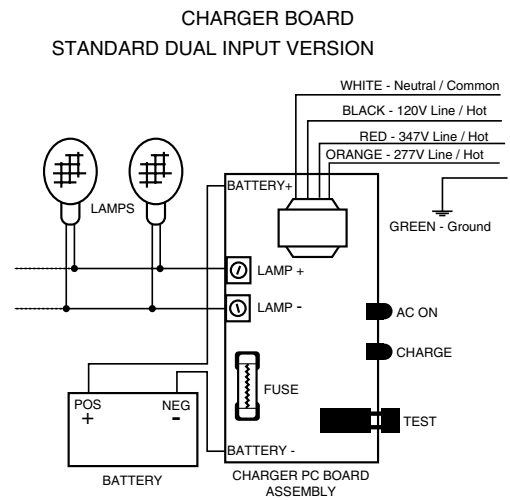 CHARGER BOARD
STANDARD DUAL INPUT VERSION
WHITE - Neutral / Common
BLACK - 120V Line / Hot
RED - 347V Line / Hot
ORANGE - 277V Line / Hot
GREEN - Ground
BATTERY+
LAMPS
LAMP +
LAMP -
AC ON
CHARGE
FUSE
TEST
POS
+
NEG
-
BATTERY -
BATTERY
CHARGER PC BOARD
ASSEMBLY